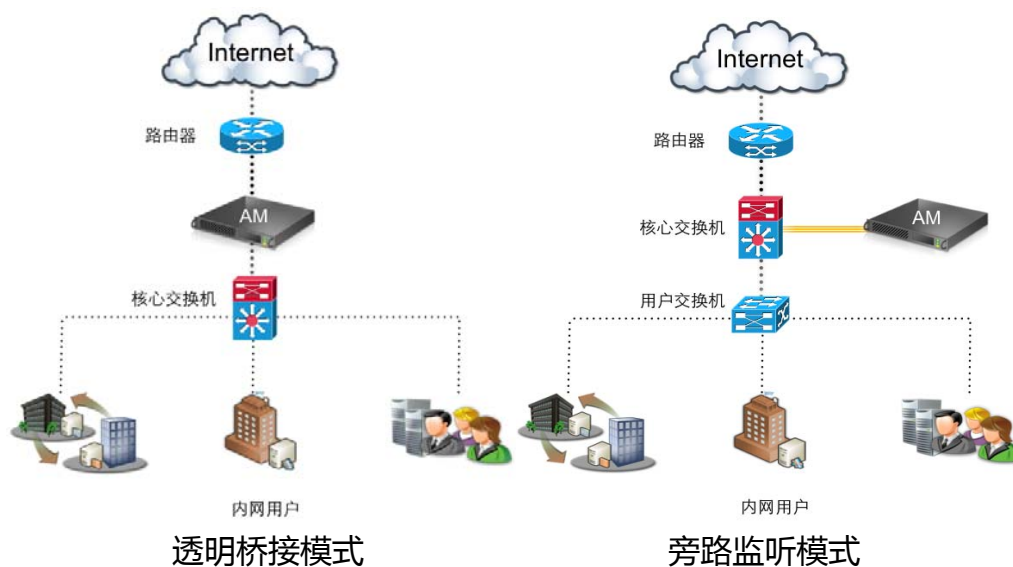 Internet
路由器
AM
核心交换机
内网用户
透明桥接模式
Internet
路由器
核心交换机
AM
用户交换机
内网用户
旁路监听模式